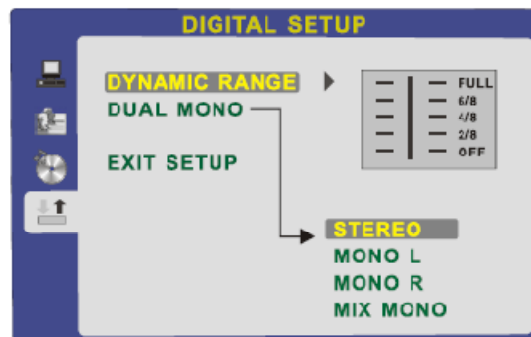 DIGITAL SETUP
DYNAMIC RANGE
DUAL MONO
EXIT SETUP
FULL
6/8
4/8
2/8
OFF
STEREO
MONO L
MONO R
MIX MONO